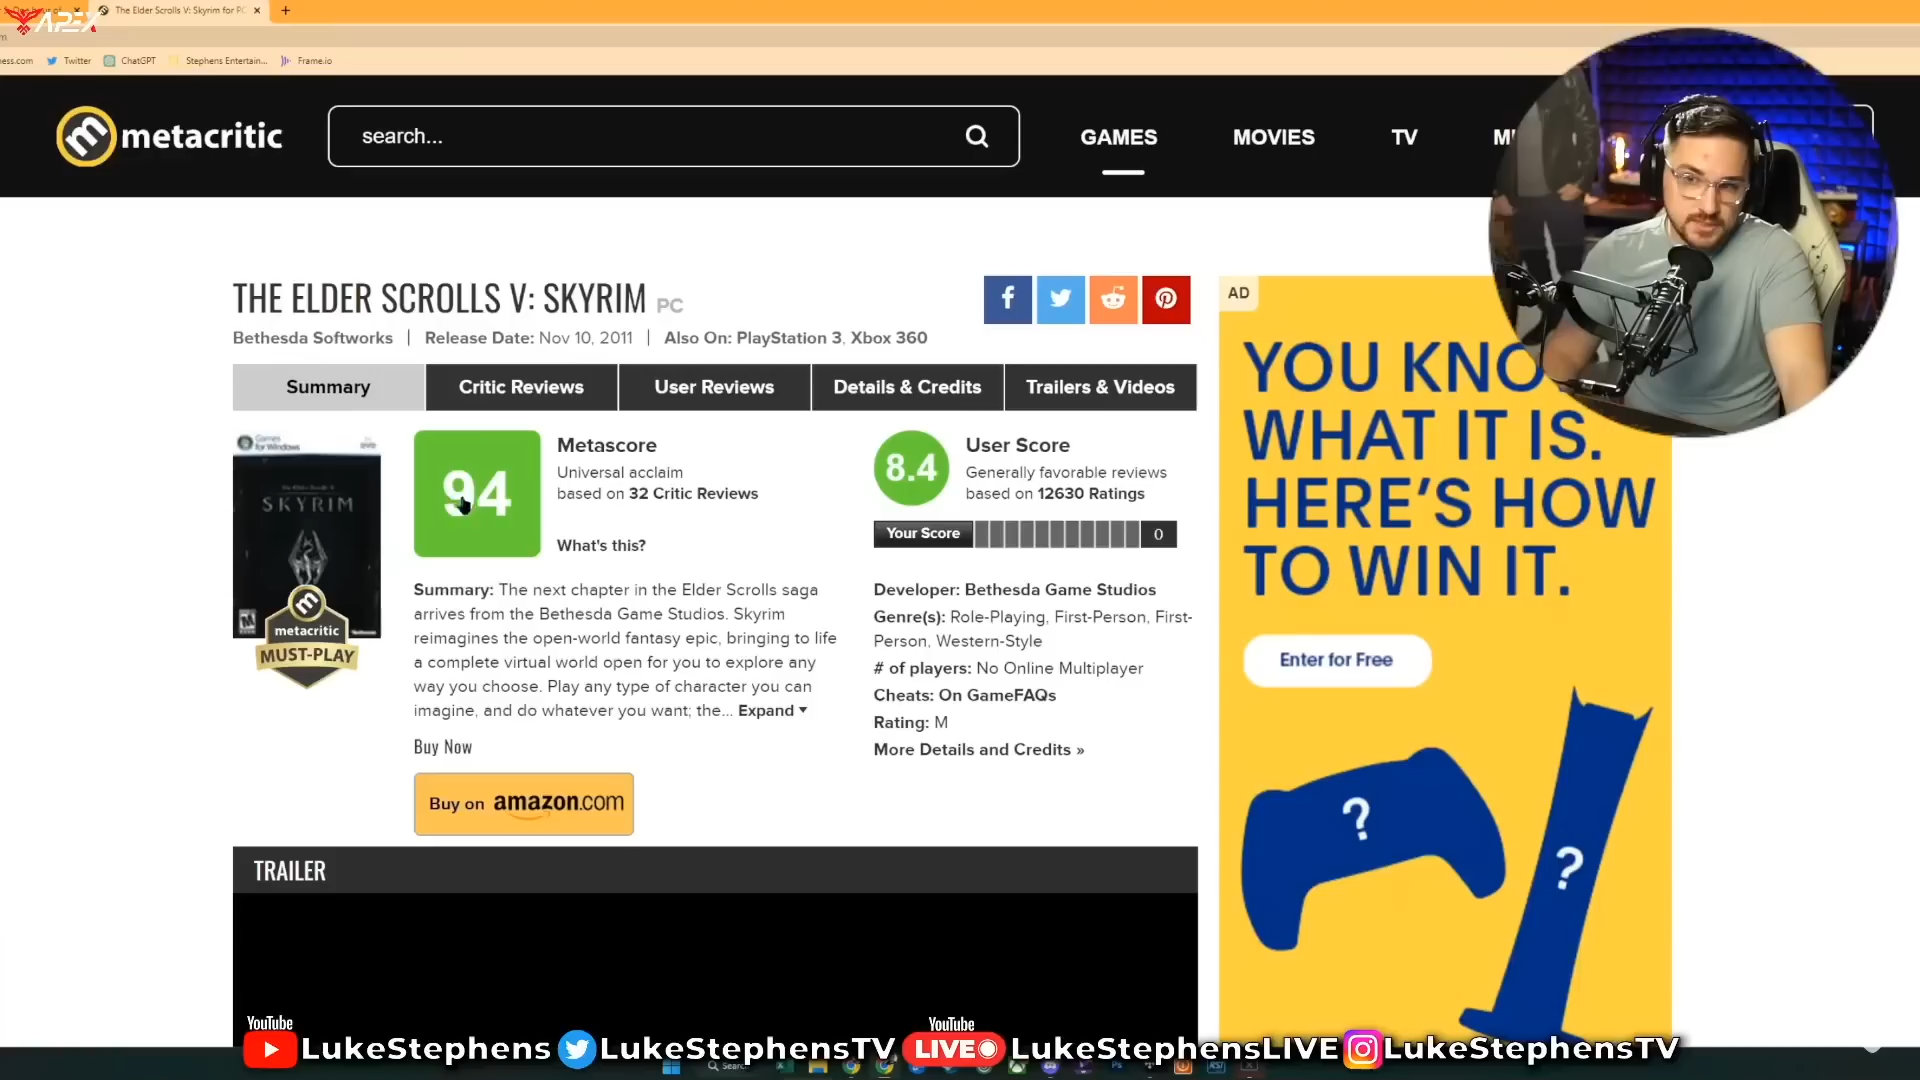 The Elder Scrolls V: Skyrim for PC
APEX
Twitter
ChatGPT
Stephens Entertain...
Frame.io
metacritic
search...
GAMES
MOVIES
TV
THE ELDER SCROLLS V: SKYRIM PC
Bethesda Softworks | Release Date: Nov 10, 2011 | Also On: PlayStation 3, Xbox 360
Summary
Critic Reviews
User Reviews
Details & Credits
Trailers & Videos
Games for Windows
SKYRIM
metacritic
MUST-PLAY
94
Metascore
Universal acclaim
based on 32 Critic Reviews
What's this?
Summary: The next chapter in the Elder Scrolls saga
arrives from the Bethesda Game Studios. Skyrim
reimagines the open-world fantasy epic, bringing to life
a complete virtual world open for you to explore any
way you choose. Play any type of character you can
imagine, and do whatever you want; the... Expand
Buy Now
Buy on amazon.com
8.4
User Score
Generally favorable reviews
based on 12630 Ratings
Your Score
0
Developer: Bethesda Game Studios
Genre(s): Role-Playing, First-Person, First-
Person, Western-Style
# of players: No Online Multiplayer
Cheats: On GameFAQs
Rating: M
More Details and Credits »
TRAILER
AD
YOU KNO
WHAT IT IS.
HERE'S HOW
TO WIN IT.
Enter for Free
?
?
YouTube
LukeStephens
LukeStephensTV
YouTube
LIVE
LukeStephensLIVE
LukeStephensTV